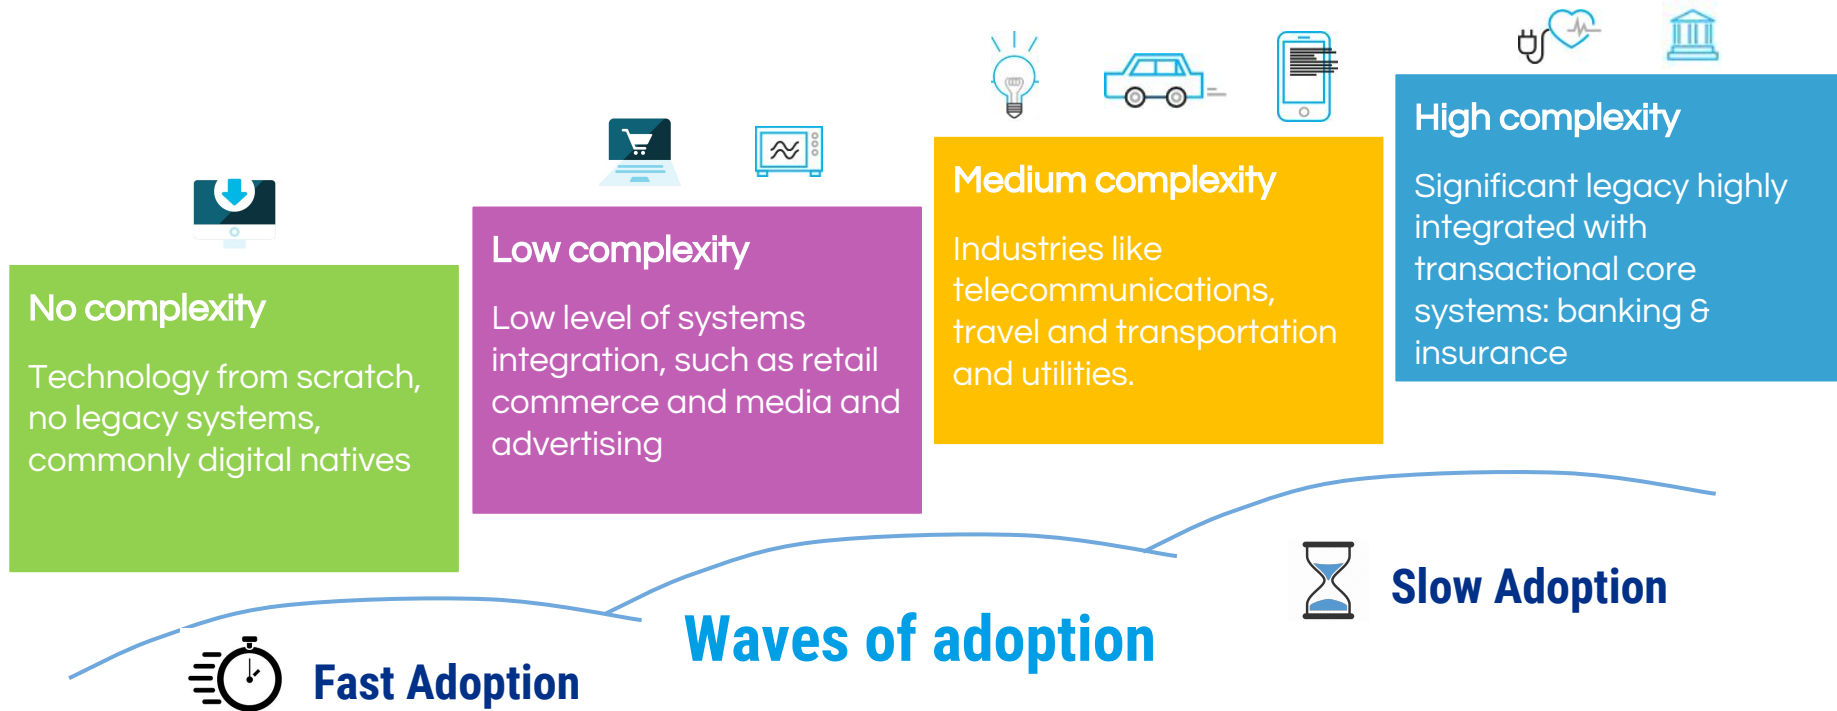 No complexity
Technology from scratch,
no legacy systems,
commonly digital natives
Low complexity
Low level of systems
integration, such as retail
commerce and media and
advertising
Medium complexity
Industries like
telecommunications,
travel and transportation
and utilities.
High complexity
Significant legacy highly
integrated with
transactional core
systems: banking &
insurance
Fast Adoption
Waves of adoption
Slow Adoption